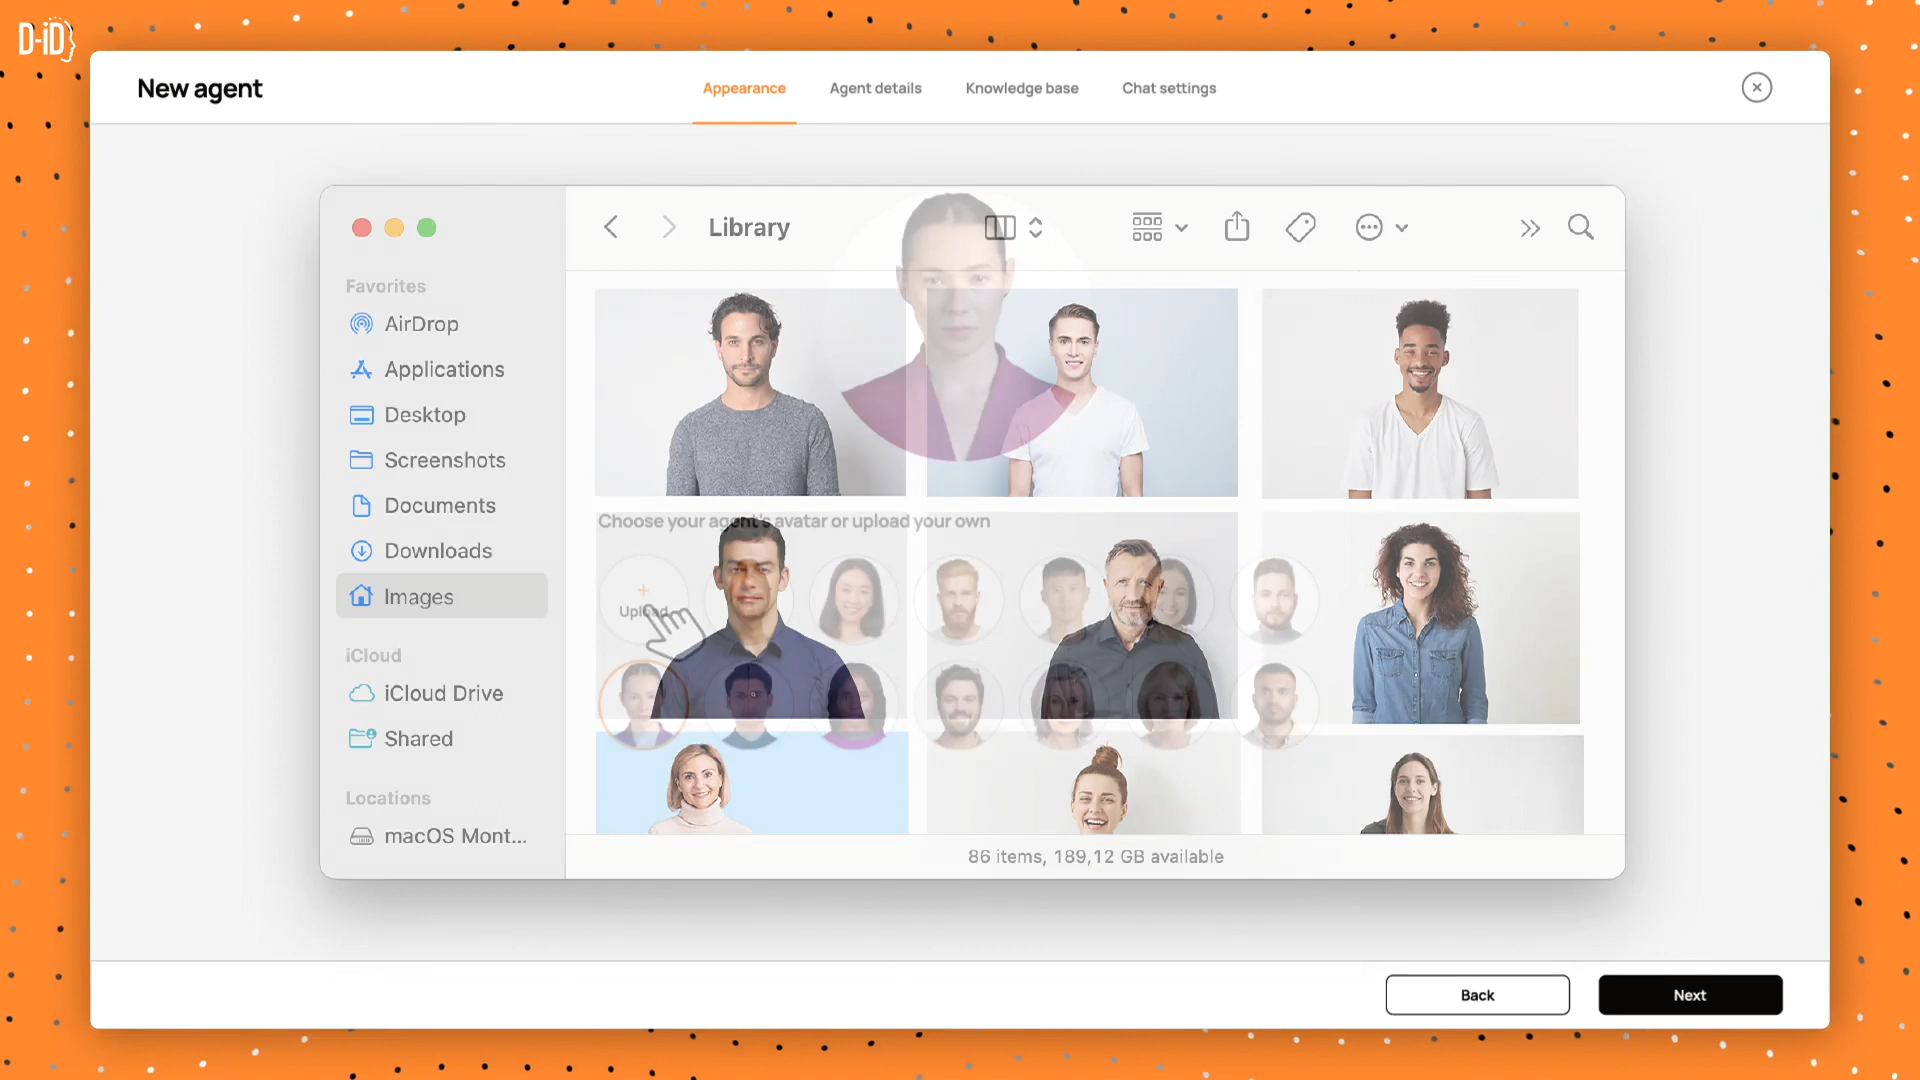 D-iD
New agent
Appearance
Agent details
Knowledge base
Chat settings
Library
Favorites
AirDrop
Applications
Desktop
Screenshots
Documents
Downloads
Images
iCloud
iCloud Drive
Shared
Locations
macOS Mont...
Choose your agent's avatar or upload your own
+
Upload
86 items, 189,12 GB available
Back
Next